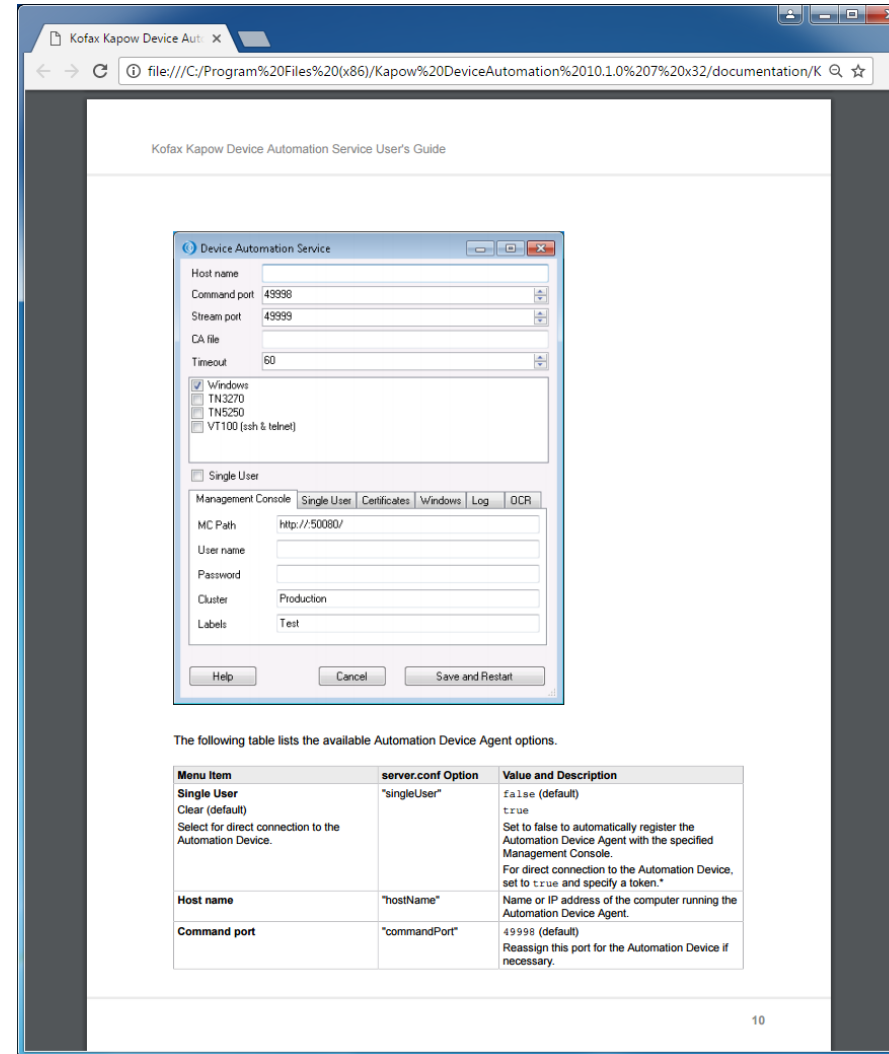 Kofax Kapow Device Aut
file:///C:/Program%20Files%20(x86)/Kapow%20DeviceAutomation%2010.1.0%207%20x32/documentation/K
Kofax Kapow Device Automation Service User's Guide
Device Automation Service
Host name
Command port 49998
Stream port 49999
CA file
Timeout 60
Windows
TN3270
TN5250
VT100 (ssh & telnet)
Single User
Management Console Single User Certificates Windows Log OCR
MC Path http://:50080/
User name
Password
Cluster Production
Labels Test
Help Cancel Save and Restart
The following table lists the available Automation Device Agent options.
Menu Item server.conf Option Value and Description
Single User "singleUser" false (default)
Clear (default) true
Select for direct connection to the Set to false to automatically register the
Automation Device. Automation Device Agent with the specified
Management Console.
For direct connection to the Automation Device,
set to true and specify a token.*
Host name "hostName" Name or IP address of the computer running the
Automation Device Agent.
Command port "commandPort" 49998 (default)
Reassign this port for the Automation Device if
necessary.
10